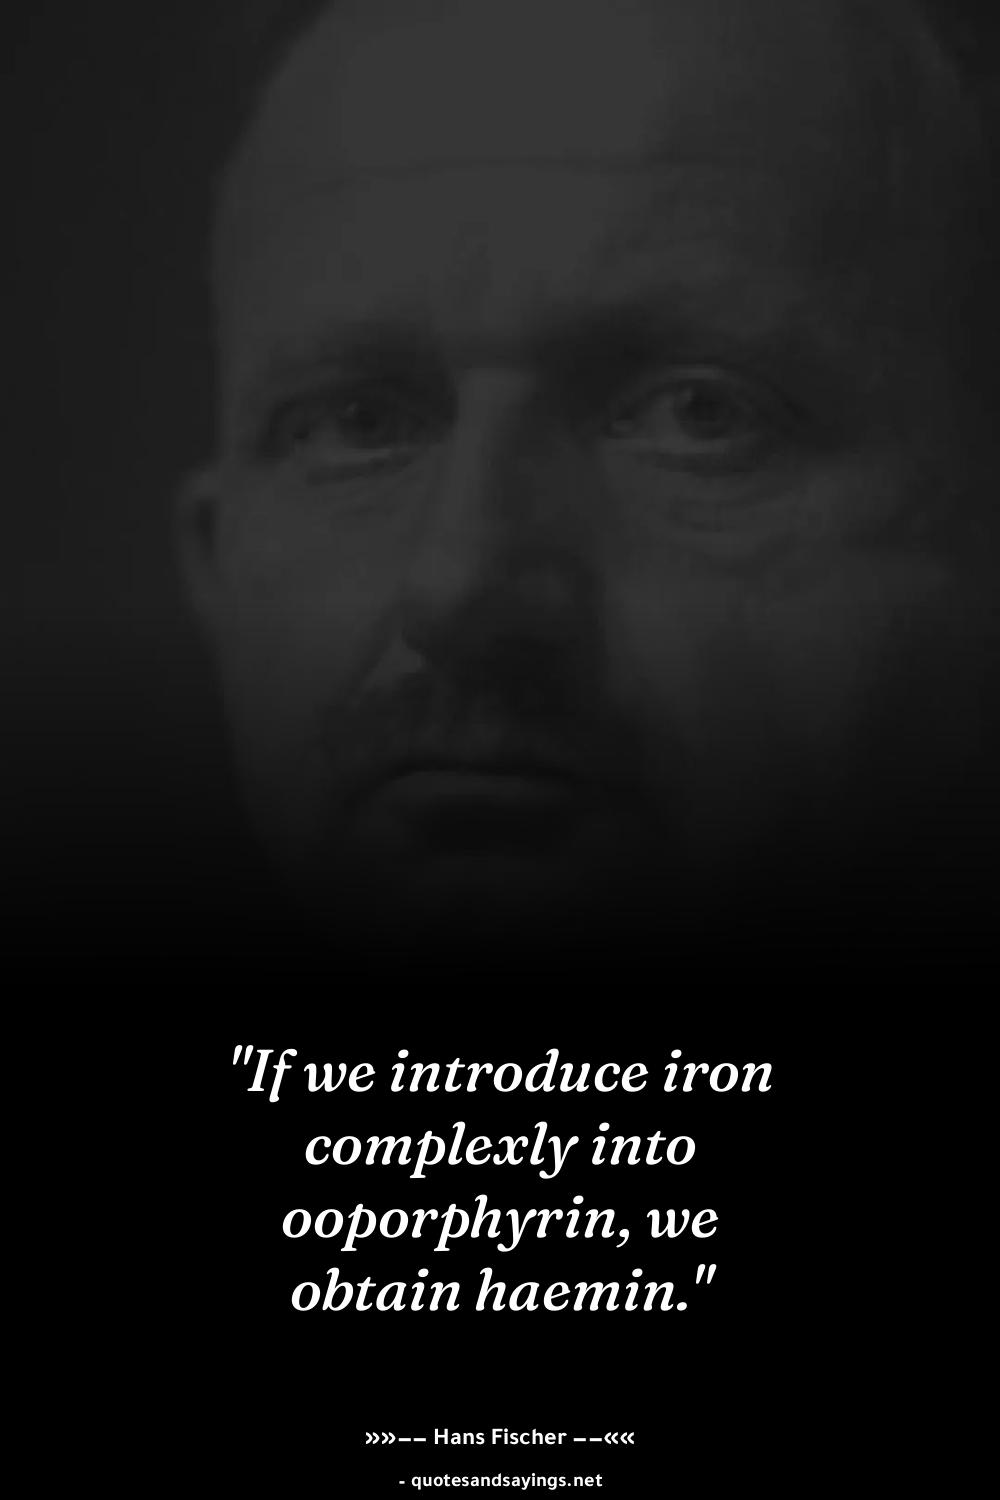 "If we introduce iron
complexly into
ooporphyrin, we
obtain haemin."
»»–– Hans Fischer ––««
- quotesandsayings.net